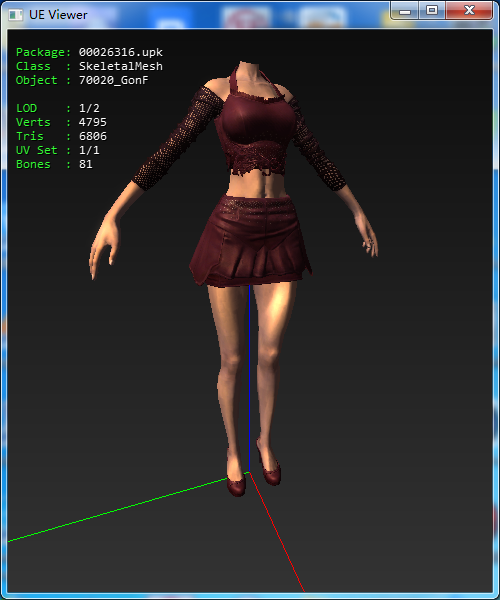 UE Viewer
Package: 00026316.upk
Class : SkeletalMesh
Object : 70020_GonF
LOD : 1/2
Verts : 4795
Tris : 6806
UV Set : 1/1
Bones : 81